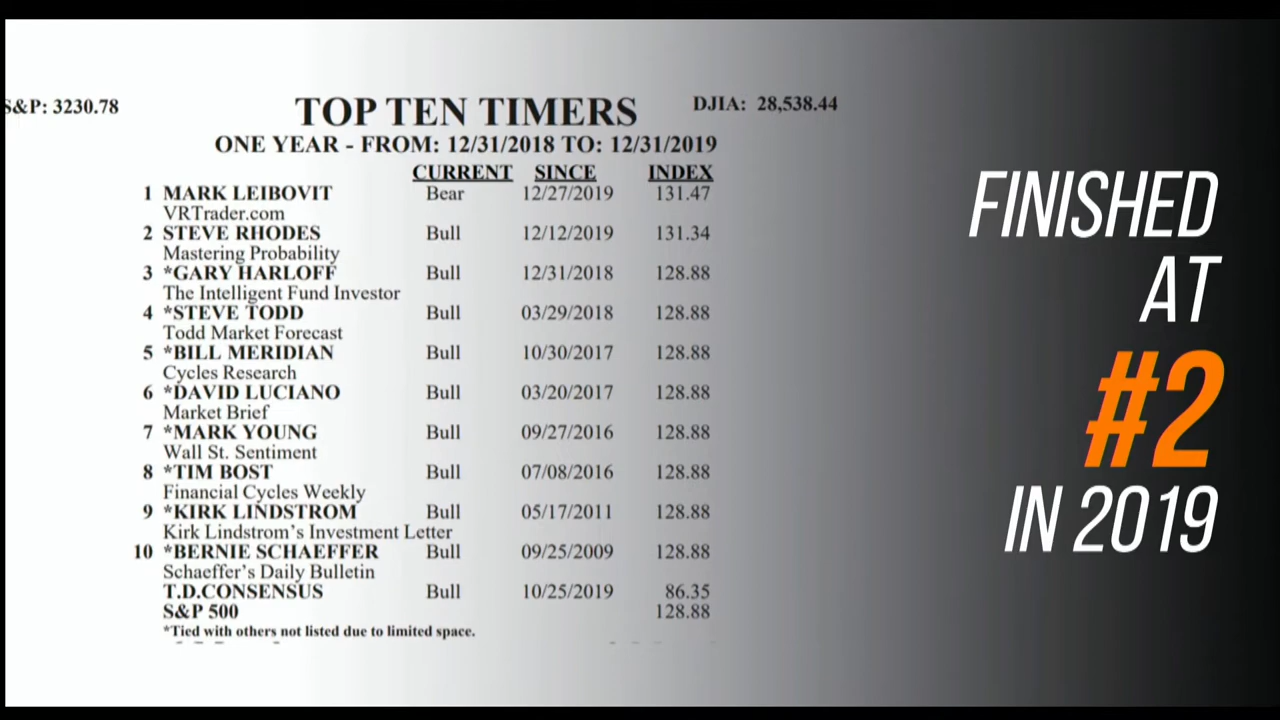 S&P: 3230.78
TOP TEN TIMERS
DJIA: 28,538.44
ONE YEAR - FROM: 12/31/2018 TO: 12/31/2019
CURRENT SINCE INDEX
1 MARK LEIBOVIT Bear 12/27/2019 131.47
VRTrader.com
2 STEVE RHODES Bull 12/12/2019 131.34
Mastering Probability
3 *GARY HARLOFF Bull 12/31/2018 128.88
The Intelligent Fund Investor
4 *STEVE TODD Bull 03/29/2018 128.88
Todd Market Forecast
5 *BILL MERIDIAN Bull 10/30/2017 128.88
Cycles Research
6 *DAVID LUCIANO Bull 03/20/2017 128.88
Market Brief
7 *MARK YOUNG Bull 09/27/2016 128.88
Wall St. Sentiment
8 *TIM BOST Bull 07/08/2016 128.88
Financial Cycles Weekly
9 *KIRK LINDSTROM Bull 05/17/2011 128.88
Kirk Lindstrom's Investment Letter
10 *BERNIE SCHAEFFER Bull 09/25/2009 128.88
Schaeffer's Daily Bulletin
T.D.CONSENSUS Bull 10/25/2019 86.35
S&P 500 128.88
*Tied with others not listed due to limited space.
FINISHED
AT
#2
IN 2019